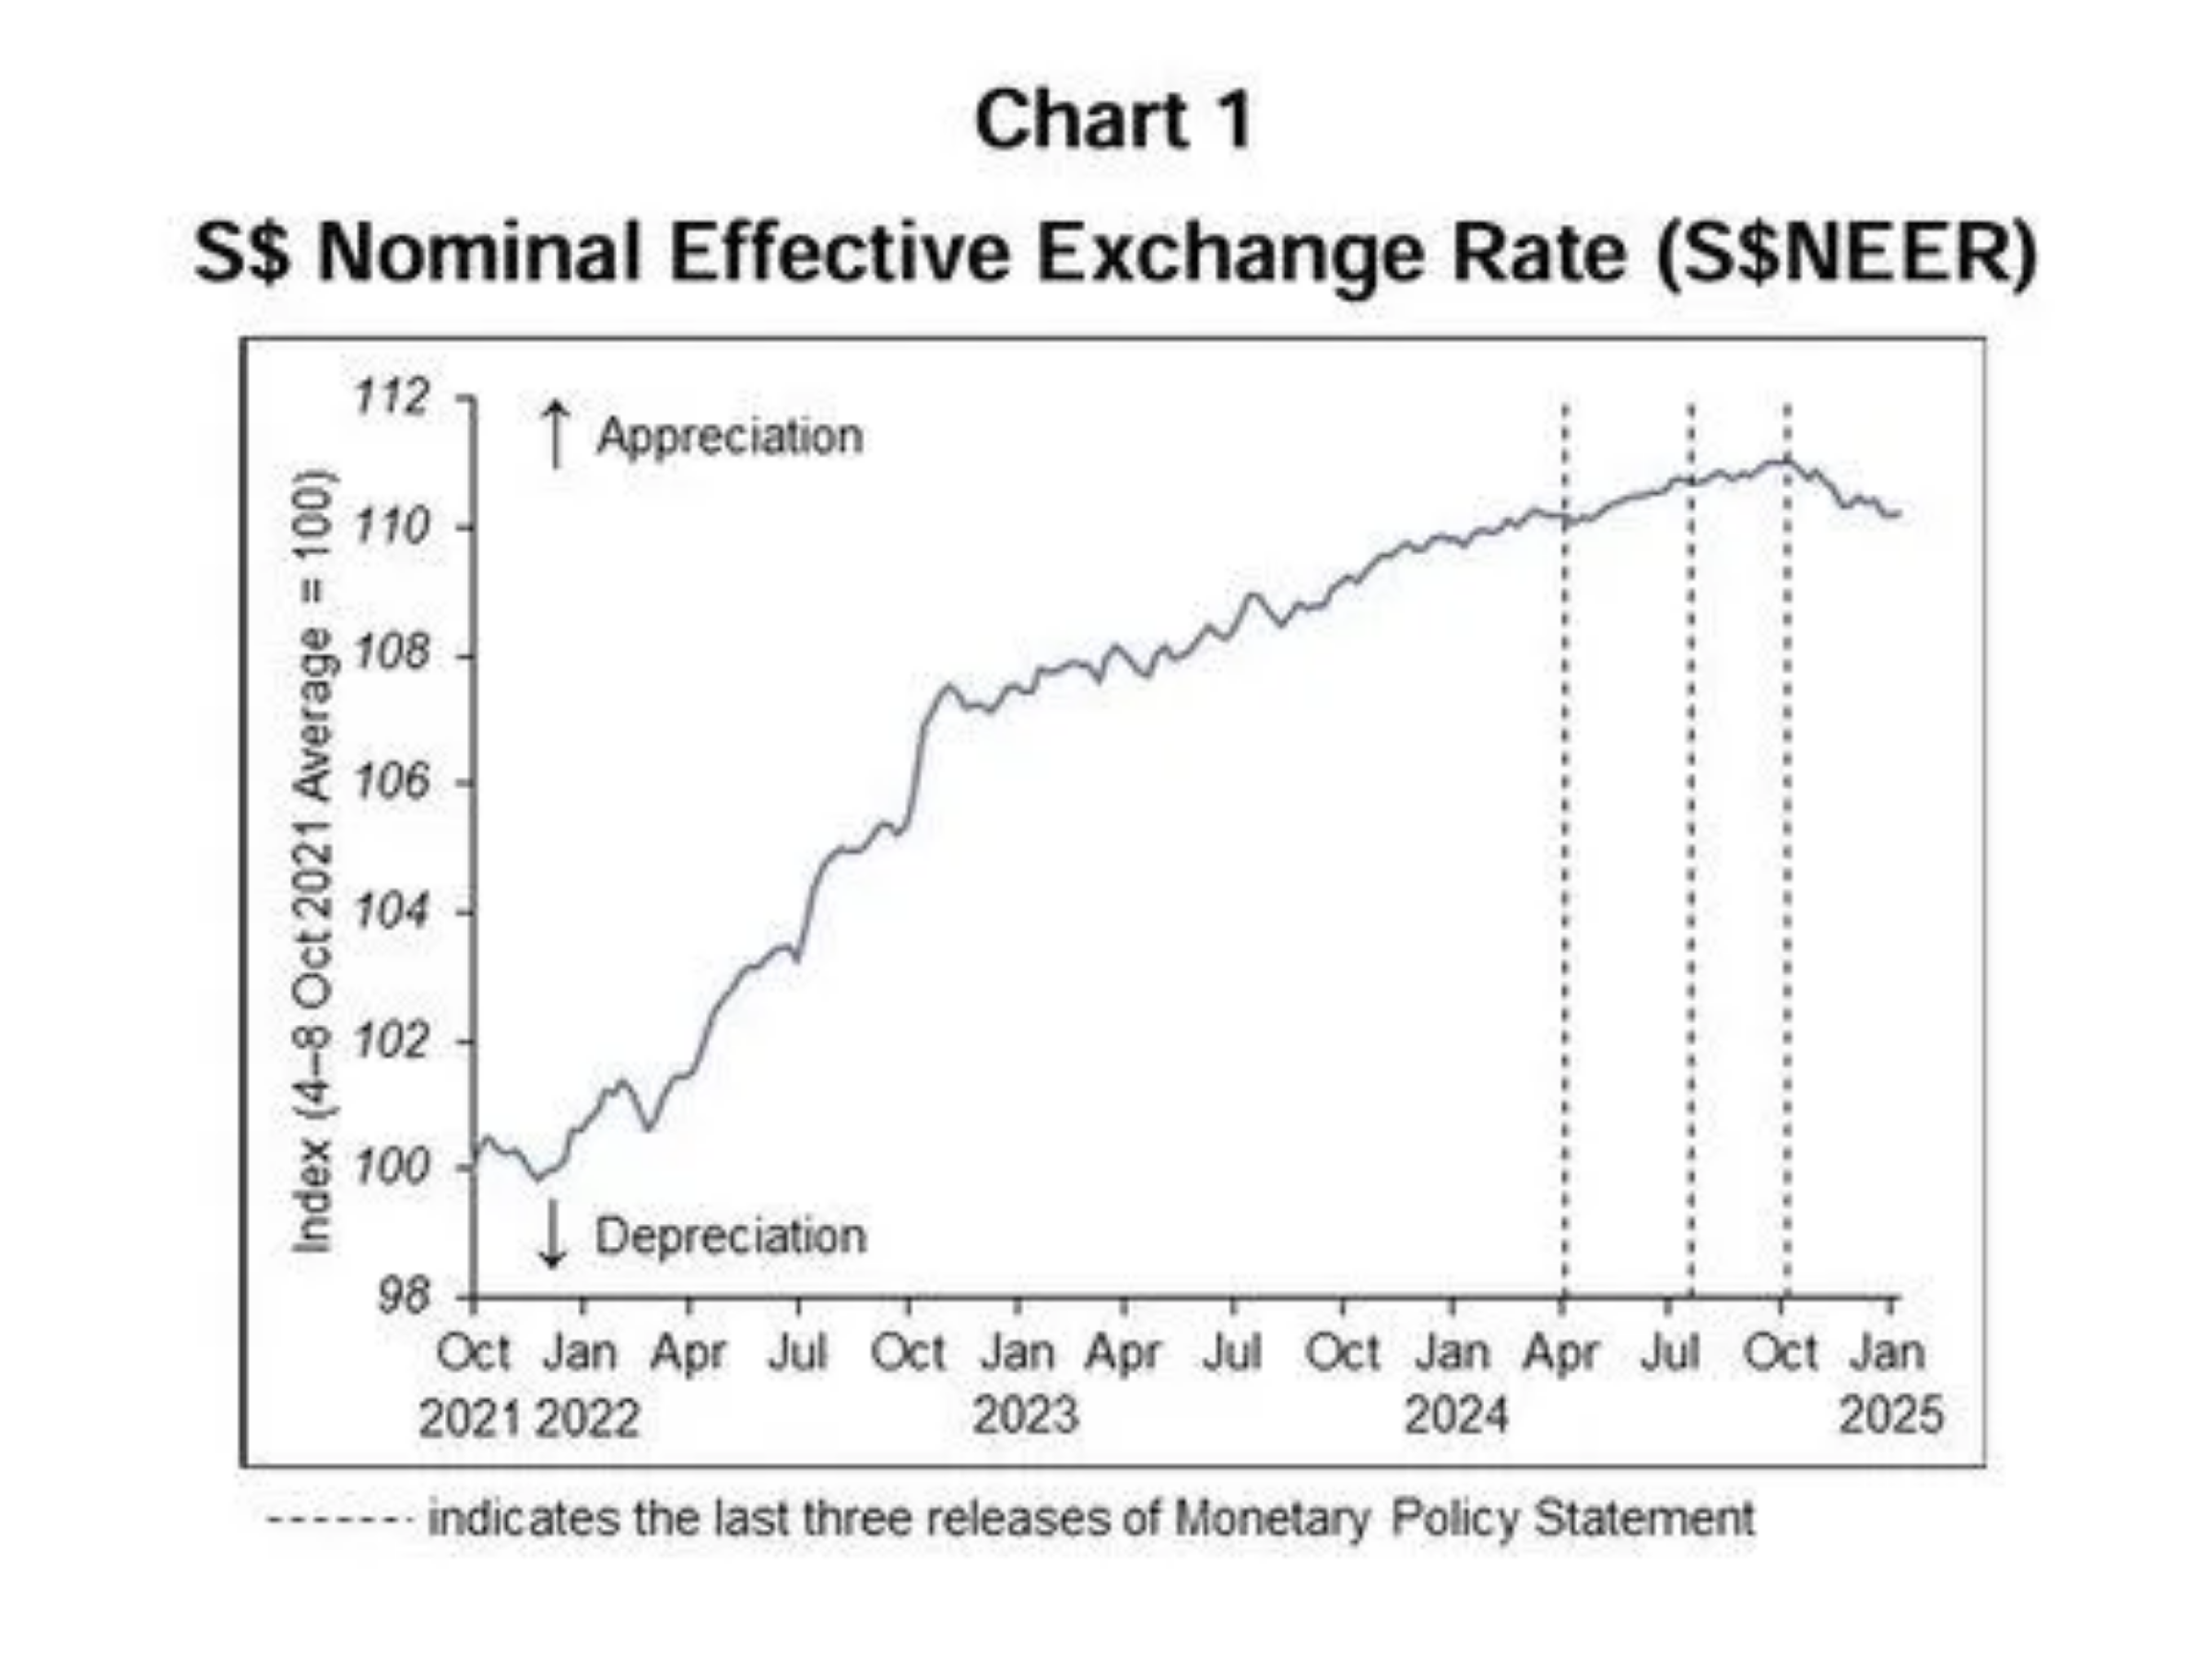 Chart 1
S$ Nominal Effective Exchange Rate (S$NEER)
Index (4–8 Oct 2021 Average = 100)
112
110
108
106
104
102
100
98
↑ Appreciation
↓ Depreciation
Oct Jan Apr Jul Oct Jan Apr Jul Oct Jan Apr Jul Oct Jan
2021 2022 2023 2024 2025
------- indicates the last three releases of Monetary Policy Statement